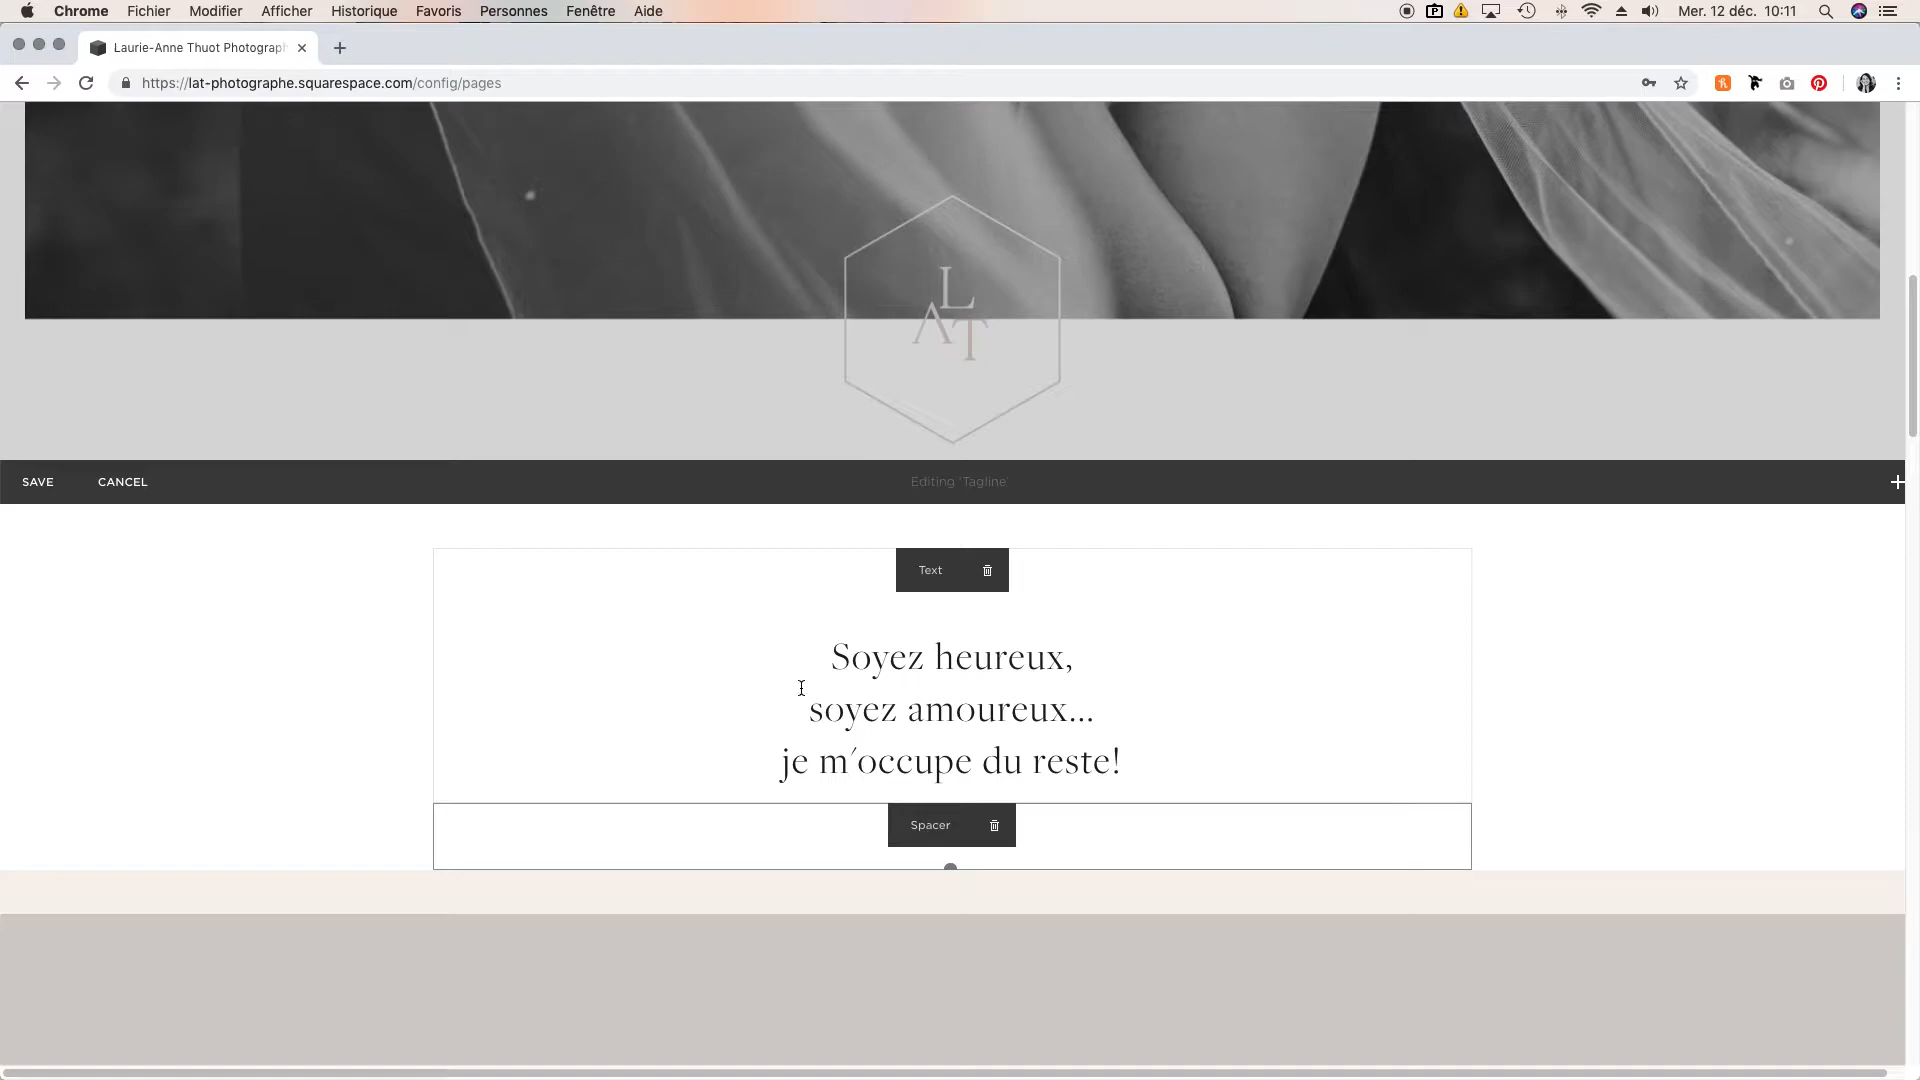 Chrome Fichier Modifier Afficher Historique Favoris Personnes Fenêtre Aide Mer. 12 déc. 10:11
Laurie-Anne Thuot Photograph
https://lat-photographe.squarespace.com/config/pages
L
AT
SAVE CANCEL Editing 'Tagline'
Text
Soyez heureux,
soyez amoureux...
je m'occupe du reste!
Spacer